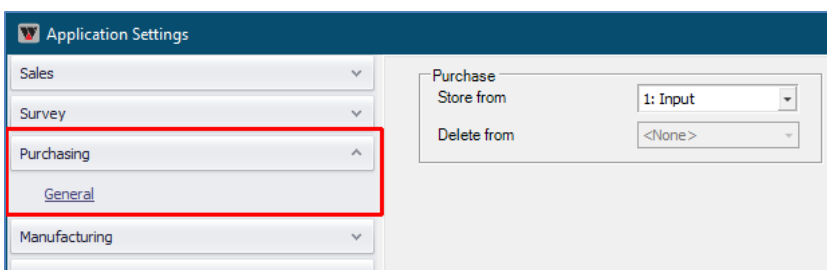 Application Settings
Sales
Survey
Purchasing
General
Manufacturing
Purchase
Store from 1: Input
Delete from <None>